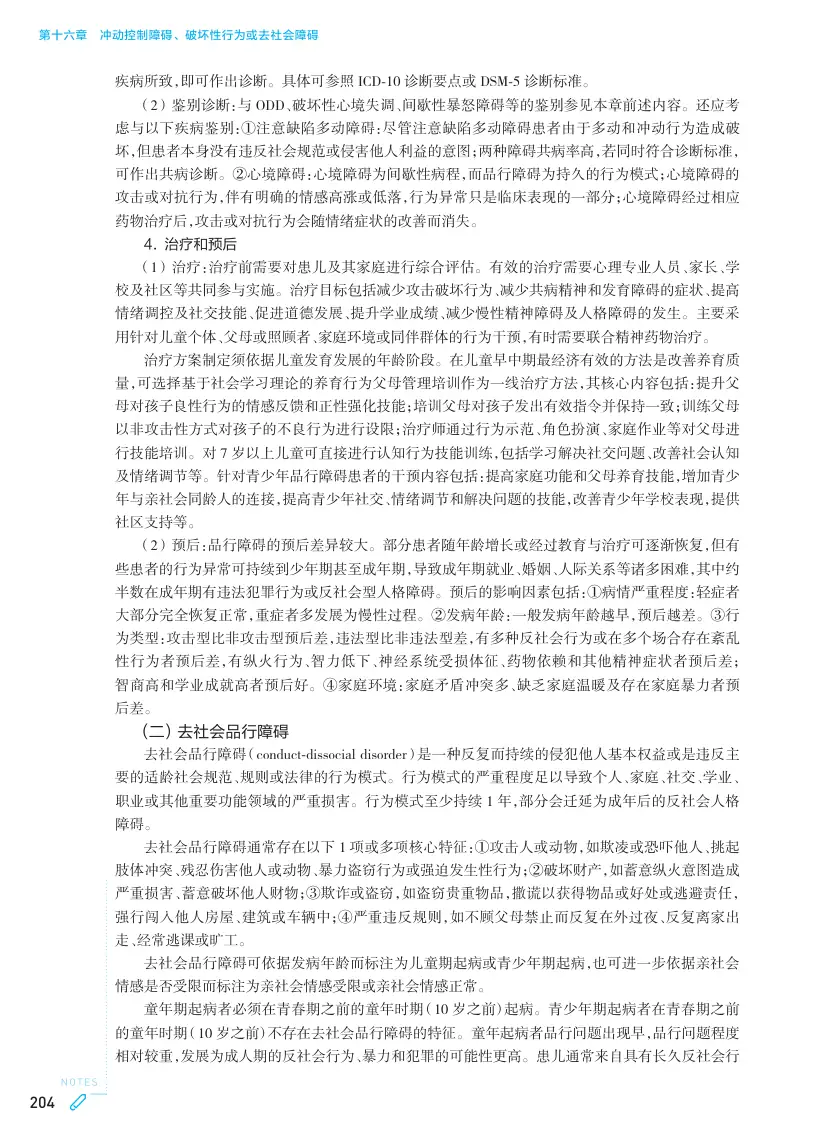 第十六章 冲动控制障碍、破坏性行为或去社会障碍
疾病所致,即可作出诊断。具体可参照 ICD-10 诊断要点或 DSM-5 诊断标准。
（2）鉴别诊断:与 ODD、破坏性心境失调、间歇性暴怒障碍等的鉴别参见本章前述内容。还应考
虑与以下疾病鉴别:①注意缺陷多动障碍:尽管注意缺陷多动障碍患者由于多动和冲动行为造成破
坏,但患者本身没有违反社会规范或侵害他人利益的意图;两种障碍共病率高,若同时符合诊断标准,
可作出共病诊断。②心境障碍:心境障碍为间歇性病程,而品行障碍为持久的行为模式;心境障碍的
攻击或对抗行为,伴有明确的情感高涨或低落,行为异常只是临床表现的一部分;心境障碍经过相应
药物治疗后,攻击或对抗行为会随情绪症状的改善而消失。
4. 治疗和预后
（1）治疗:治疗前需要对患儿及其家庭进行综合评估。有效的治疗需要心理专业人员、家长、学
校及社区等共同参与实施。治疗目标包括减少攻击破坏行为、减少共病精神和发育障碍的症状、提高
情绪调控及社交技能、促进道德发展、提升学业成绩、减少慢性精神障碍及人格障碍的发生。主要采
用针对儿童个体、父母或照顾者、家庭环境或同伴群体的行为干预,有时需要联合精神药物治疗。
治疗方案制定须依据儿童发育发展的年龄阶段。在儿童早中期最经济有效的方法是改善养育质
量,可选择基于社会学习理论的养育行为父母管理培训作为一线治疗方法,其核心内容包括:提升父
母对孩子良性行为的情感反馈和正性强化技能;培训父母对孩子发出有效指令并保持一致;训练父母
以非攻击性方式对孩子的不良行为进行设限;治疗师通过行为示范、角色扮演、家庭作业等对父母进
行技能培训。对 7 岁以上儿童可直接进行认知行为技能训练,包括学习解决社交问题、改善社会认知
及情绪调节等。针对青少年品行障碍患者的干预内容包括:提高家庭功能和父母养育技能,增加青少
年与亲社会同龄人的连接,提高青少年社交、情绪调节和解决问题的技能,改善青少年学校表现,提供
社区支持等。
（2）预后:品行障碍的预后差异较大。部分患者随年龄增长或经过教育与治疗可逐渐恢复,但有
些患者的行为异常可持续到少年期甚至成年期,导致成年期就业、婚姻、人际关系等诸多困难,其中约
半数在成年期有违法犯罪行为或反社会型人格障碍。预后的影响因素包括:①病情严重程度:轻症者
大部分完全恢复正常,重症者多发展为慢性过程。②发病年龄:一般发病年龄越早,预后越差。③行
为类型:攻击型比非攻击型预后差,违法型比非违法型差,有多种反社会行为或在多个场合存在紊乱
性行为者预后差,有纵火行为、智力低下、神经系统受损体征、药物依赖和其他精神症状者预后差;
智商高和学业成就高者预后好。④家庭环境:家庭矛盾冲突多、缺乏家庭温暖及存在家庭暴力者预
后差。
（二）去社会品行障碍
去社会品行障碍（conduct-dissocial disorder）是一种反复而持续的侵犯他人基本权益或是违反主
要的适龄社会规范、规则或法律的行为模式。行为模式的严重程度足以导致个人、家庭、社交、学业、
职业或其他重要功能领域的严重损害。行为模式至少持续 1 年,部分会迁延为成年后的反社会人格
障碍。
去社会品行障碍通常存在以下 1 项或多项核心特征:①攻击人或动物,如欺凌或恐吓他人、挑起
肢体冲突、残忍伤害他人或动物、暴力盗窃行为或强迫发生性行为;②破坏财产,如蓄意纵火意图造成
严重损害、蓄意破坏他人财物;③欺诈或盗窃,如盗窃贵重物品,撒谎以获得物品或好处或逃避责任,
强行闯入他人房屋、建筑或车辆中;④严重违反规则,如不顾父母禁止而反复在外过夜、反复离家出
走、经常逃课或旷工。
去社会品行障碍可依据发病年龄而标注为儿童期起病或青少年期起病,也可进一步依据亲社会
情感是否受限而标注为亲社会情感受限或亲社会情感正常。
童年期起病者必须在青春期之前的童年时期（10 岁之前）起病。青少年期起病者在青春期之前
的童年时期（10 岁之前）不存在去社会品行障碍的特征。童年起病者品行问题出现早,品行问题程度
相对较重,发展为成人期的反社会行为、暴力和犯罪的可能性更高。患儿通常来自具有长久反社会行
NOTES
204